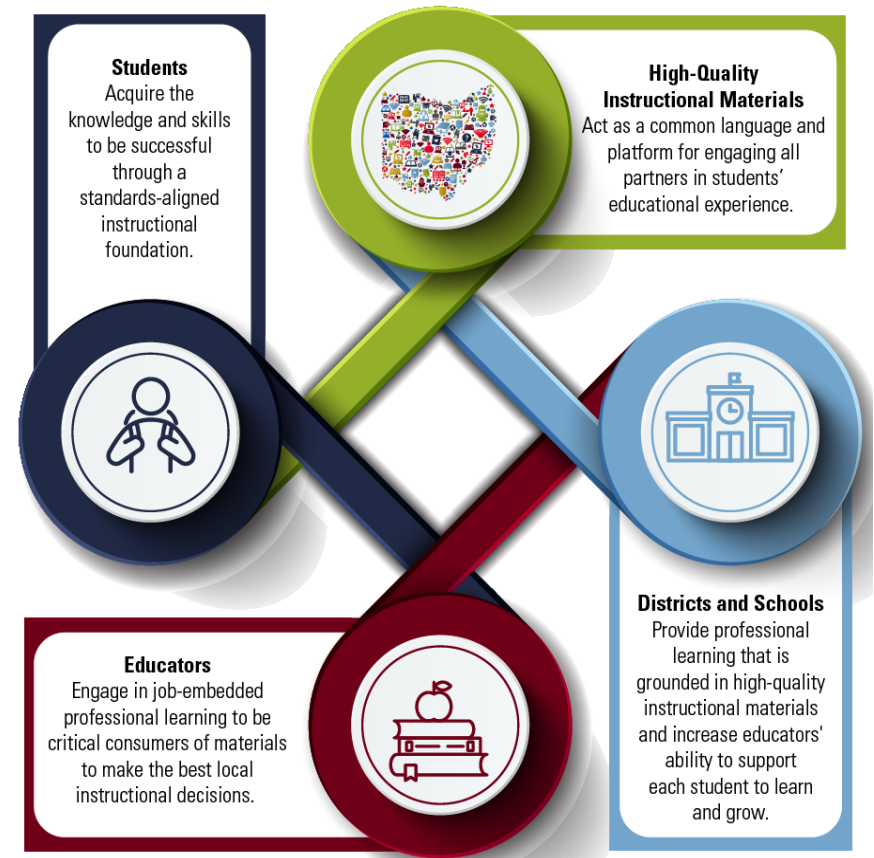 Students
Acquire the
knowledge and skills
to be successful
through a
standards-aligned
instructional
foundation.
High-Quality
Instructional Materials
Act as a common language and
platform for engaging all
partners in students’
educational experience.
Educators
Engage in job-embedded
professional learning to be
critical consumers of materials
to make the best local
instructional decisions.
Districts and Schools
Provide professional
learning that is
grounded in high-quality
instructional materials
and increase educators'
ability to support
each student to learn
and grow.